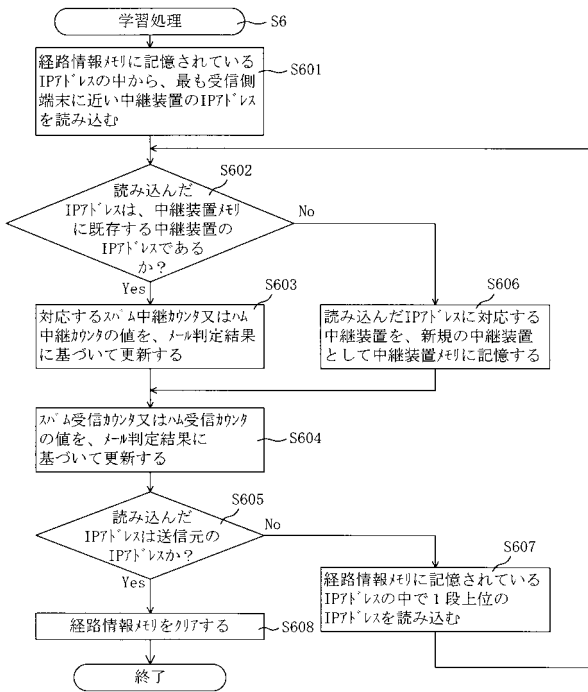 学習処理
S6
経路情報メモリに記憶されている
IPアドレスの中から、最も受信側
端末に近い中継装置のIPアドレス
を読み込む
S601
読み込んだ
IPアドレスは、中継装置メモリ
に既存する中継装置の
IPアドレスである
か？
S602
No
Yes
対応するスパム中継カウンタ又はハム
中継カウンタの値を、メール判定結果
に基づいて更新する
S603
読み込んだIPアドレスに対応する
中継装置を、新規の中継装置
として中継装置メモリに記憶する
S606
スパム受信カウンタ又はハム受信カウンタ
の値を、メール判定結果に
基づいて更新する
S604
読み込んだ
IPアドレスは送信元の
IPアドレスか？
S605
No
Yes
経路情報メモリに記憶されている
IPアドレスの中で１段上位の
IPアドレスを読み込む
S607
経路情報メモリをクリアする
S608
終了